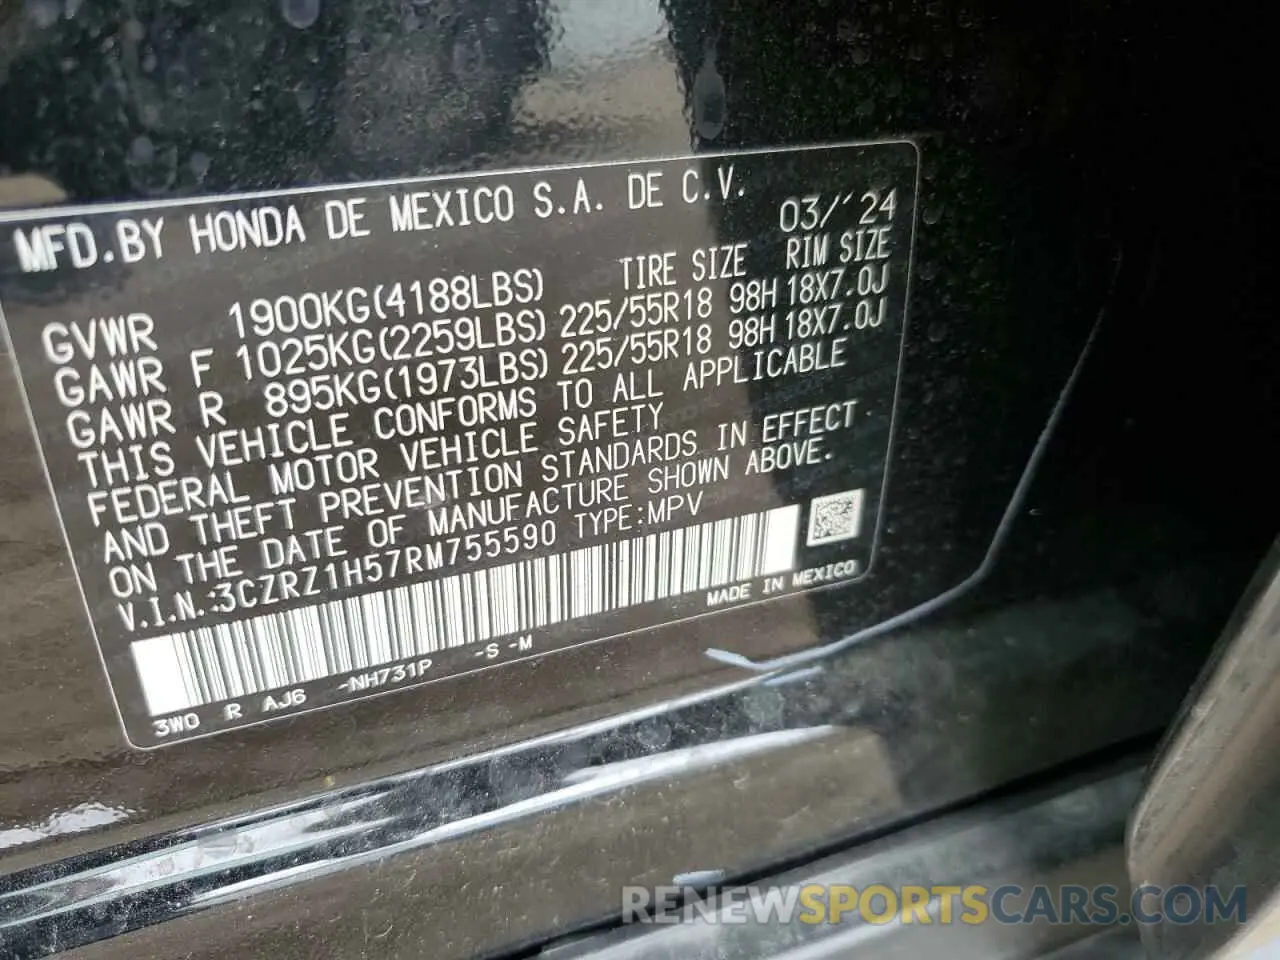 MFD.BY HONDA DE MEXICO S.A. DE C.V.
03/'24
TIRE SIZE RIM SIZE
GVWR 1900KG(4188LBS)
GAWR F 1025KG(2259LBS) 225/55R18 98H 18X7.0J
GAWR R 895KG(1973LBS) 225/55R18 98H 18X7.0J
THIS VEHICLE CONFORMS TO ALL APPLICABLE
FEDERAL MOTOR VEHICLE SAFETY
AND THEFT PREVENTION STANDARDS IN EFFECT
ON THE DATE OF MANUFACTURE SHOWN ABOVE.
V.I.N.:3CZRZ1H57RM755590 TYPE:MPV
MADE IN MEXICO
3WO R AJ6 -NH731P -S -M
RENEWSPORTSCARS.COM